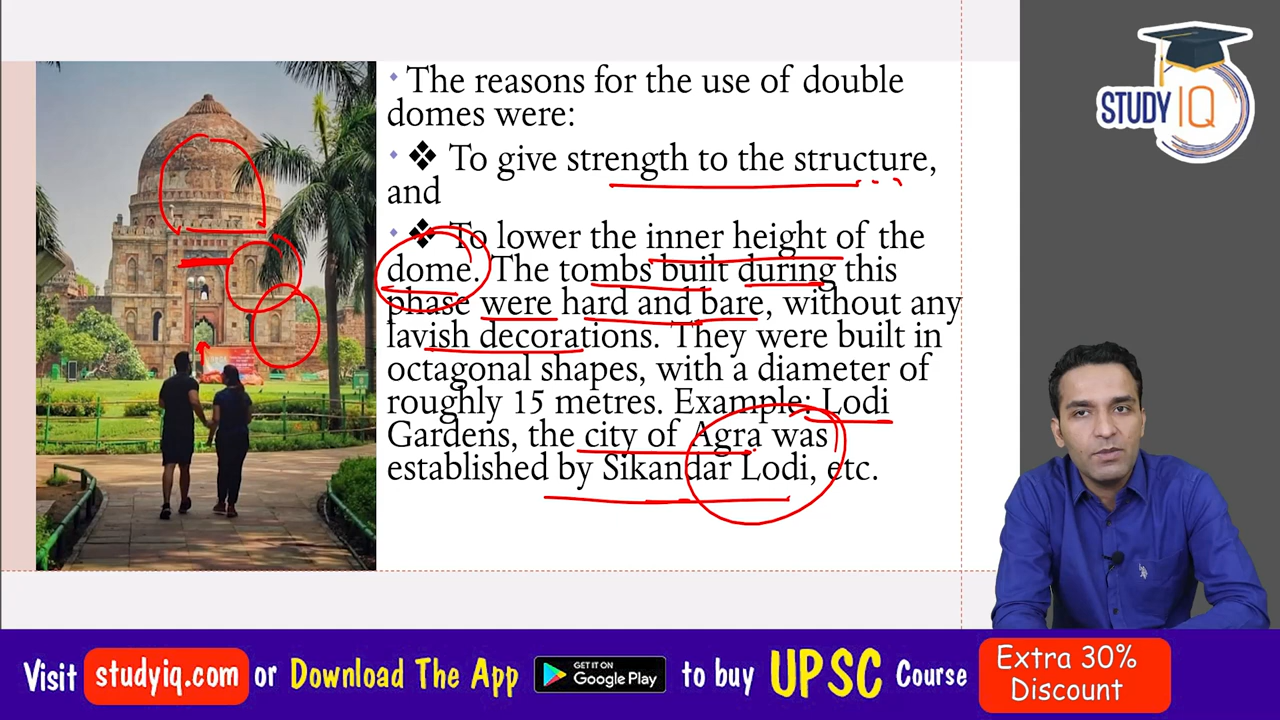 The reasons for the use of double
domes were:
❖ To give strength to the structure,
and
❖ To lower the inner height of the
dome. The tombs built during this
phase were hard and bare, without any
lavish decorations. They were built in
octagonal shapes, with a diameter of
roughly 15 metres. Example: Lodi
Gardens, the city of Agra was
established by Sikandar Lodi, etc.
STUDY IQ
Visit studyiq.com or Download The App GET IT ON Google Play to buy UPSC Course
Extra 30%
Discount